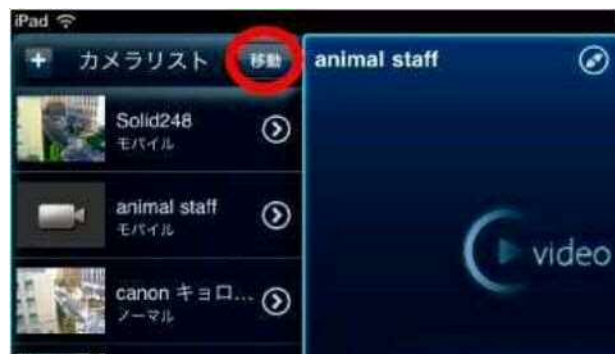 iPad
カメラリスト 移動
animal staff
Solid248
モバイル
animal staff
モバイル
canon キョロ...
ノーマル
video